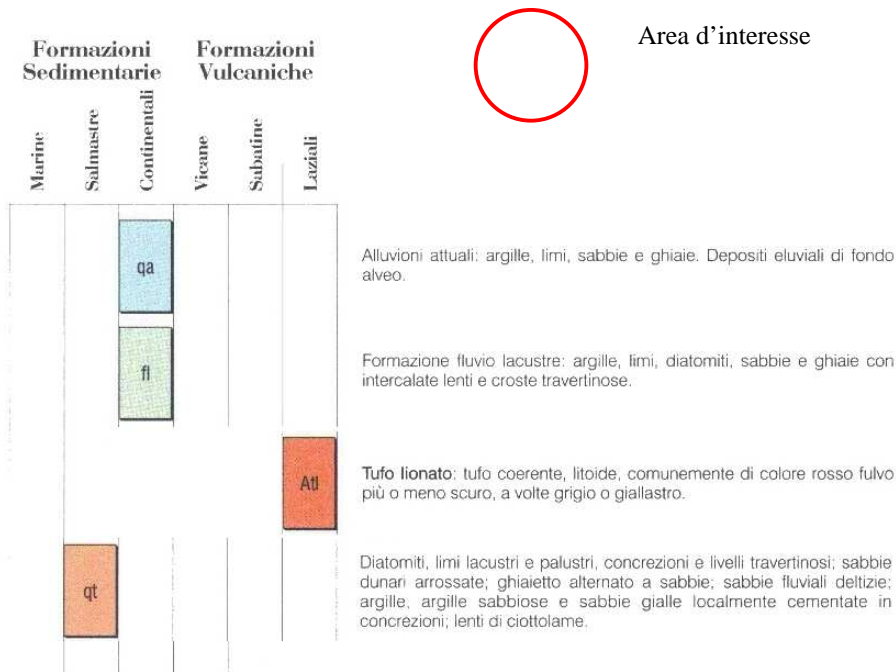 Area d’interesse
Formazioni Sedimentarie
Formazioni Vulcaniche
Marine
Salmastre
Continentali
Vicane
Sabatine
Laziali
qa
Alluvioni attuali: argille, limi, sabbie e ghiaie. Depositi eluviali di fondo
alveo.
fl
Formazione fluvio lacustre: argille, limi, diatomiti, sabbie e ghiaie con
intercalate lenti e croste travertinose.
Atl
Tufo lionato: tufo coerente, litoide, comunemente di colore rosso fulvo
più o meno scuro, a volte grigio o giallastro.
qt
Diatomiti, limi lacustri e palustri, concrezioni e livelli travertinosi; sabbie
dunari arrossate; ghiaietto alternato a sabbie; sabbie fluviali deltizie;
argille, argille sabbiose e sabbie gialle localmente cementate in
concrezioni; lenti di ciottolame.